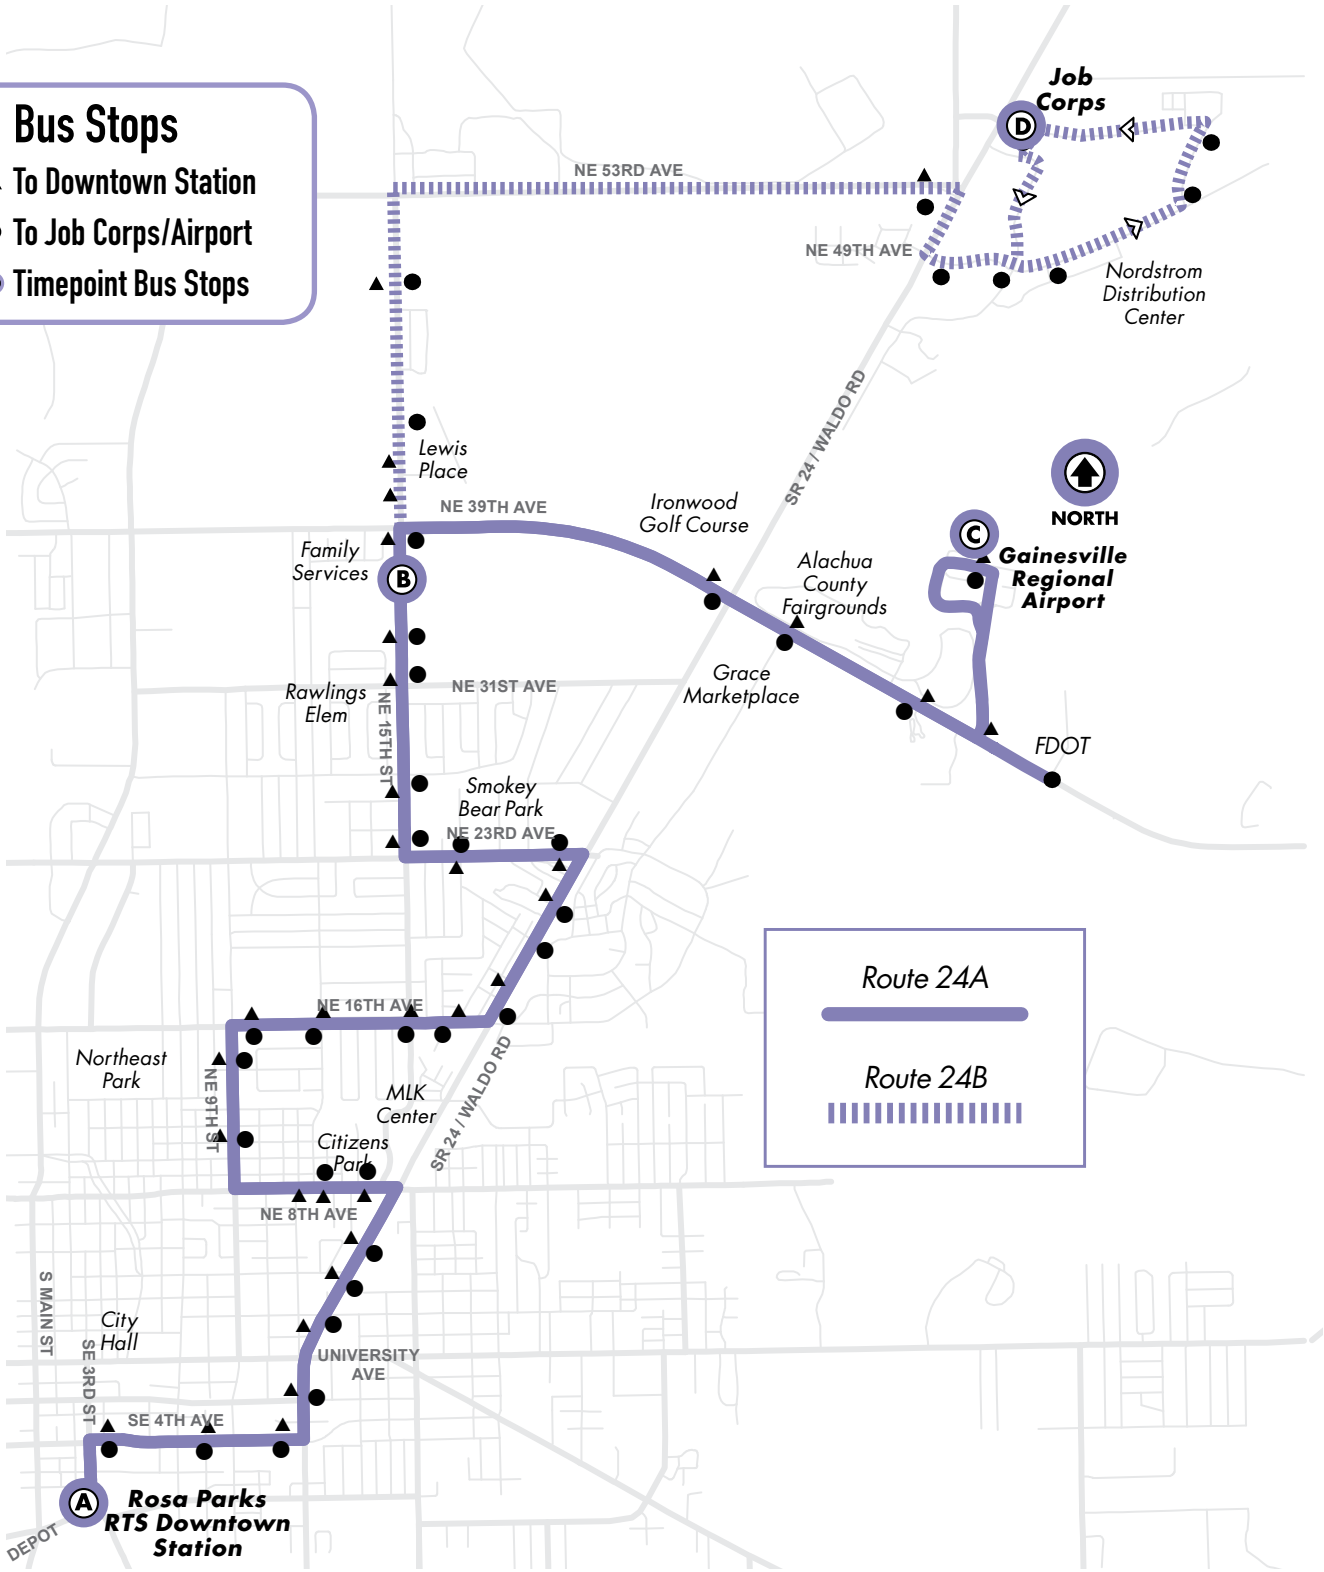 Bus Stops
To Downtown Station
To Job Corps/Airport
Timepoint Bus Stops
Job
Corps
D
NE 53RD AVE
NE 49TH AVE
Nordstrom
Distribution
Center
SR 24 / WALDO RD
Lewis
Place
NE 39TH AVE
Ironwood
Golf Course
NORTH
C
Gainesville
Regional
Airport
Family
Services
B
Alachua
County
Fairgrounds
Grace
Marketplace
Rawlings
Elem
NE 31ST AVE
NE 15TH ST
FDOT
Smokey
Bear Park
NE 23RD AVE
Route 24A
Route 24B
NE 16TH AVE
Northeast
Park
NE 9TH ST
MLK
Center
SR 24 / WALDO RD
Citizens
Park
NE 8TH AVE
S MAIN ST
City
Hall
SE 3RD ST
UNIVERSITY
AVE
SE 4TH AVE
A
Rosa Parks
RTS Downtown
Station
DEPOT